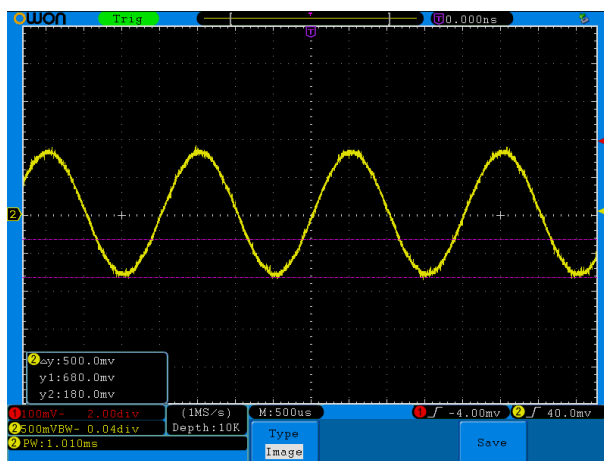 owon Trig T T 0.000ns
T
2
2 △y:500.0mv
y1:680.0mv
y2:180.0mv
1 100mV~ 2.00div (1MS/s) M:500us 1 -4.00mv 2 40.0mv
2 500mVBW~ 0.04div Depth:10K
2 PW:1.010ms
Type
Image
Save